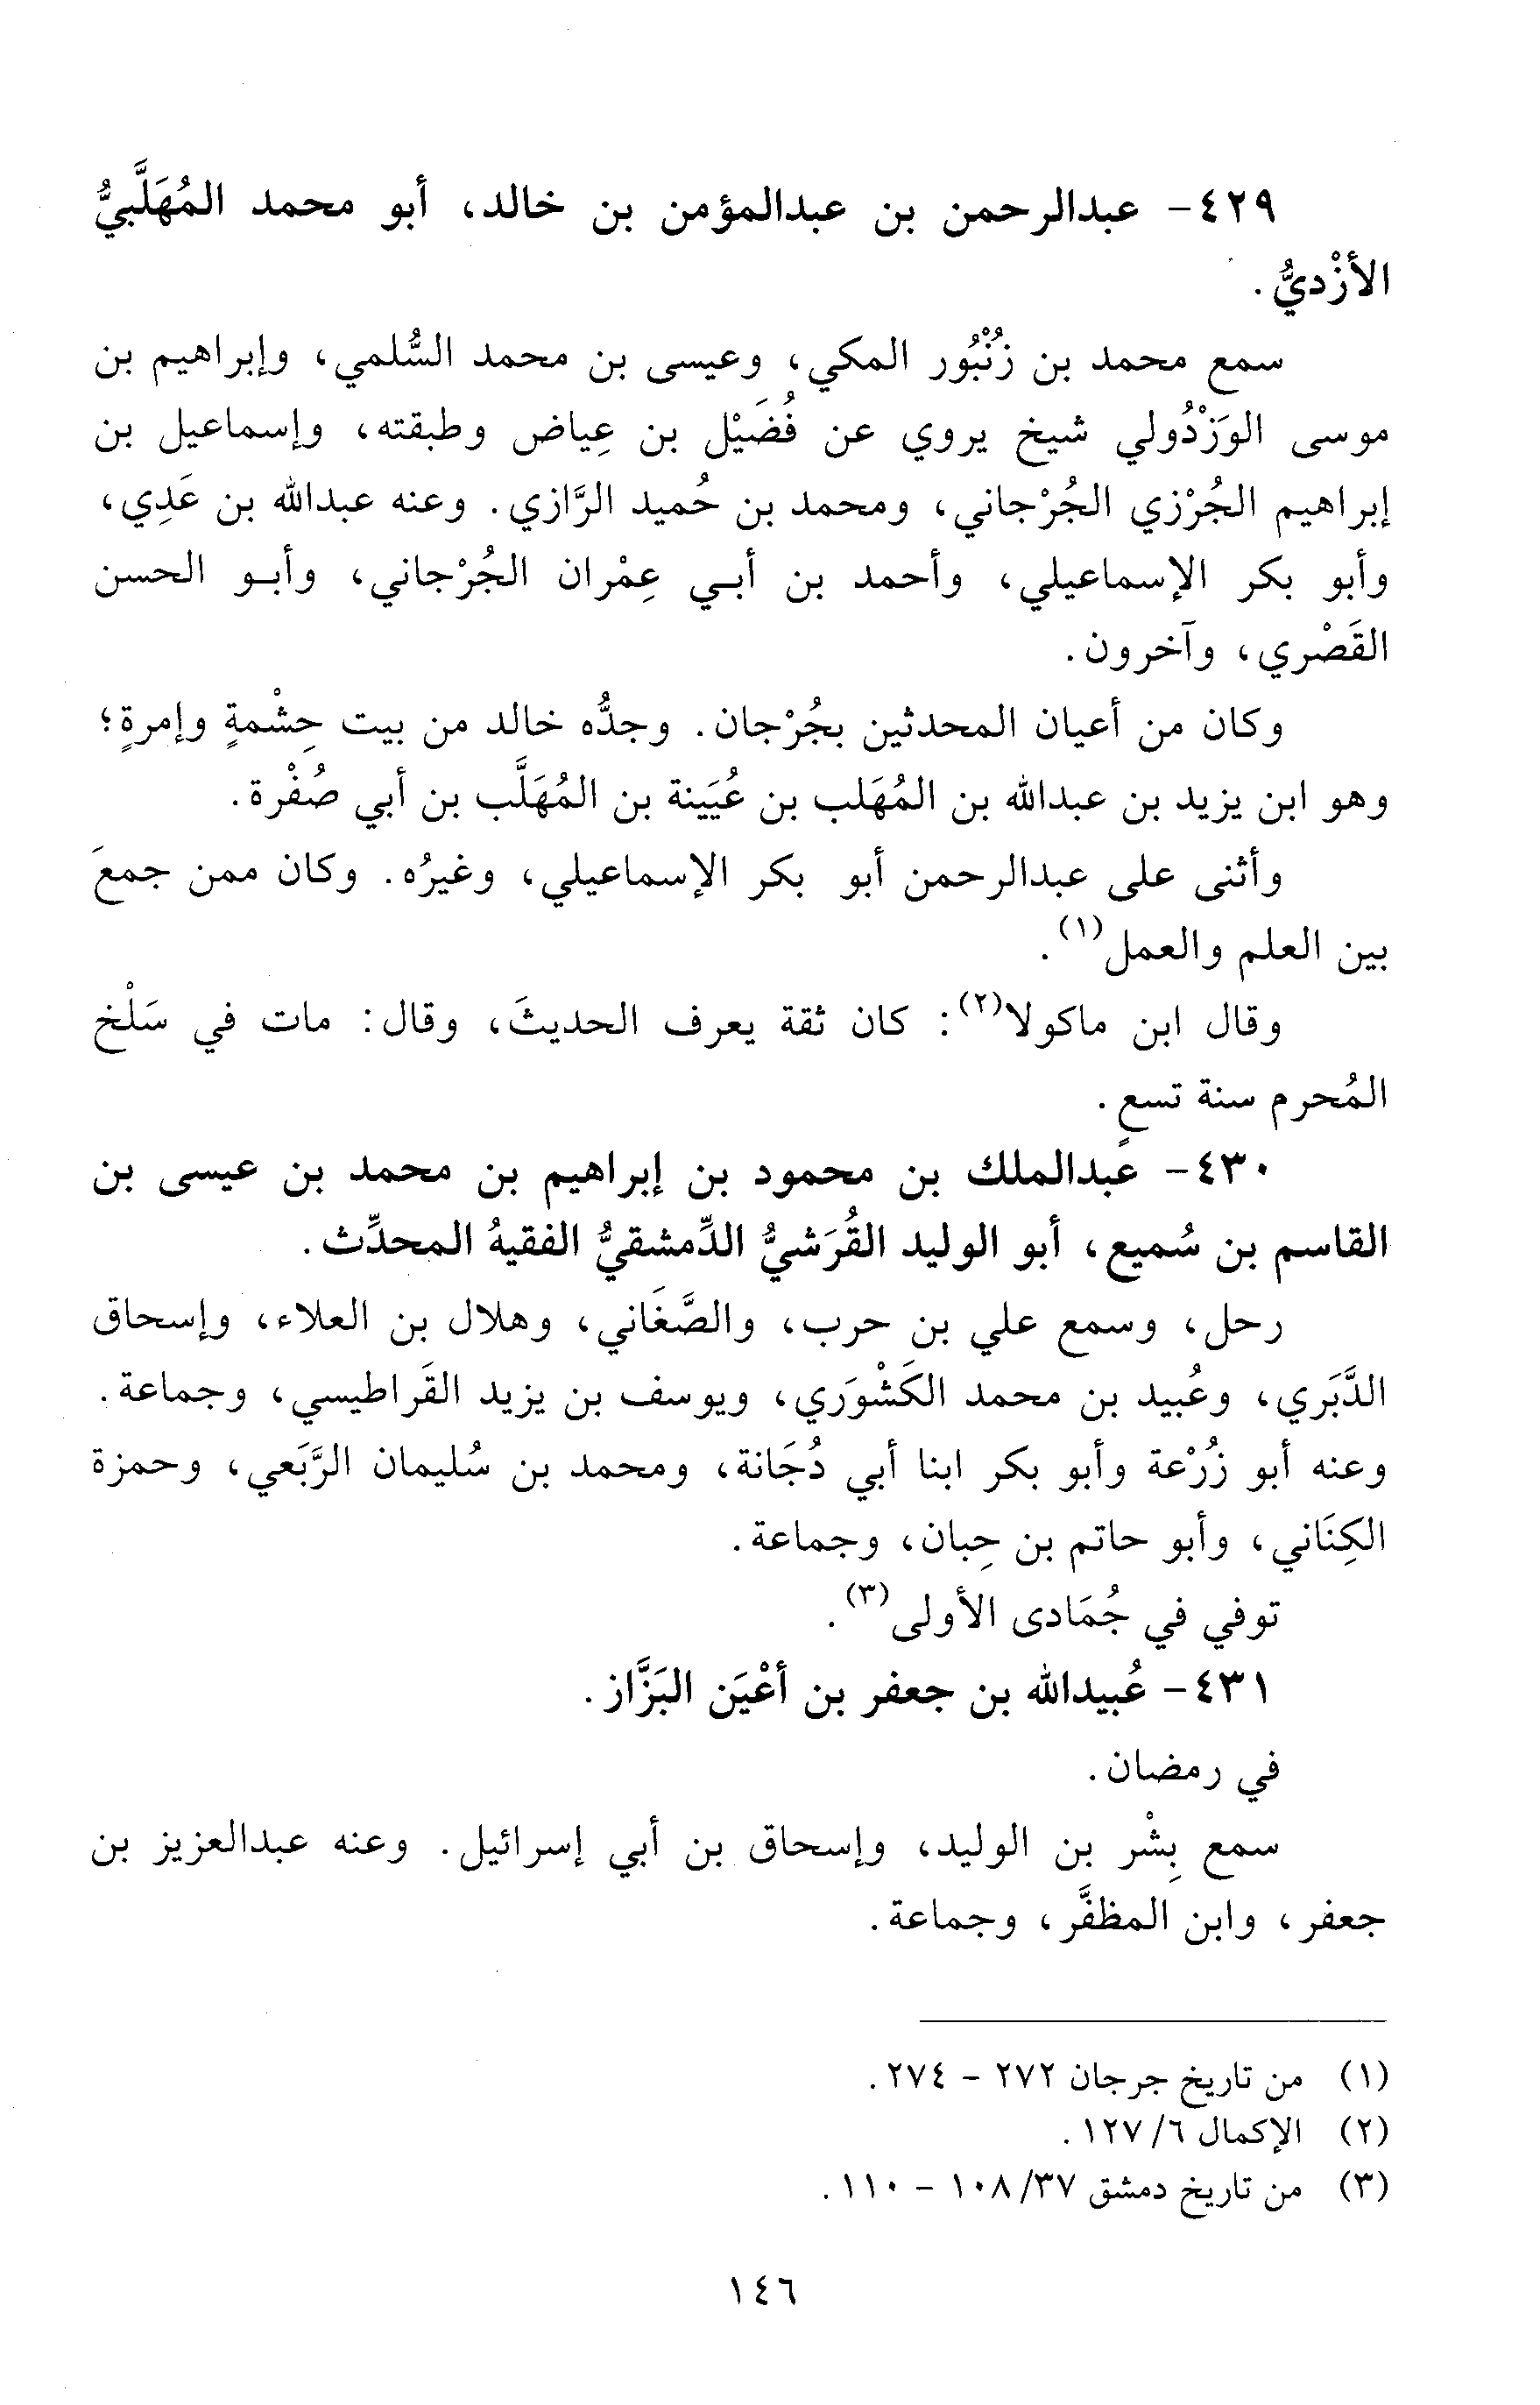 ٤٢٩- عبدالرحمن بن عبدالمؤمن بن خالد، أبو محمد المُهَلَّبيُّ
الأزْديُّ.
سمع محمد بن زُنْبُور المكي، وعيسى بن محمد السُّلمي، وإبراهيم بن
موسى الوَزْدُولي شيخ يروي عن فُضَيْل بن عِياض وطبقته، وإسماعيل بن
إبراهيم الجُرْزي الجُرْجاني، ومحمد بن حُميد الرَّازي. وعنه عبدالله بن عَدِي،
وأبو بكر الإسماعيلي، وأحمد بن أبي عِمْران الجُرْجاني، وأبو الحسن
القَصْري، وآخرون.
وكان من أعيان المحدثين بجُرْجان. وجدُّه خالد من بيت حِشْمةٍ وإمرةٍ؛
وهو ابن يزيد بن عبدالله بن المُهَلب بن عُيَينة بن المُهَلَّب بن أبي صُفْرة.
وأثنى على عبدالرحمن أبو بكر الإسماعيلي، وغيرُه. وكان ممن جمعَ
بين العلم والعمل(١).
وقال ابن ماكولا(٢): كان ثقة يعرف الحديثَ، وقال: مات في سَلْخ
المُحرم سنة تسعٍ.
٤٣٠- عبدالملك بن محمود بن إبراهيم بن محمد بن عيسى بن
القاسم بن سُميع، أبو الوليد القُرَشيُّ الدِّمشقيُّ الفقيهُ المحدِّث.
رحل، وسمع علي بن حرب، والصَّغَاني، وهلال بن العلاء، وإسحاق
الدَّبَري، وعُبيد بن محمد الكَشْوَري، ويوسف بن يزيد القَراطيسي، وجماعة.
وعنه أبو زُرْعة وأبو بكر ابنا أبي دُجَانة، ومحمد بن سُليمان الرَّبَعي، وحمزة
الكِنَاني، وأبو حاتم بن حِبان، وجماعة.
توفي في جُمَادى الأولى(٣).
٤٣١- عُبيدالله بن جعفر بن أعْيَن البَزَّاز.
في رمضان.
سمع بِشْر بن الوليد، وإسحاق بن أبي إسرائيل. وعنه عبدالعزيز بن
جعفر، وابن المظفَّر، وجماعة.
(١) من تاريخ جرجان ٢٧٢ - ٢٧٤.
(٢) الإكمال ٦/ ١٢٧.
(٣) من تاريخ دمشق ٣٧/ ١٠٨ - ١١٠.
١٤٦